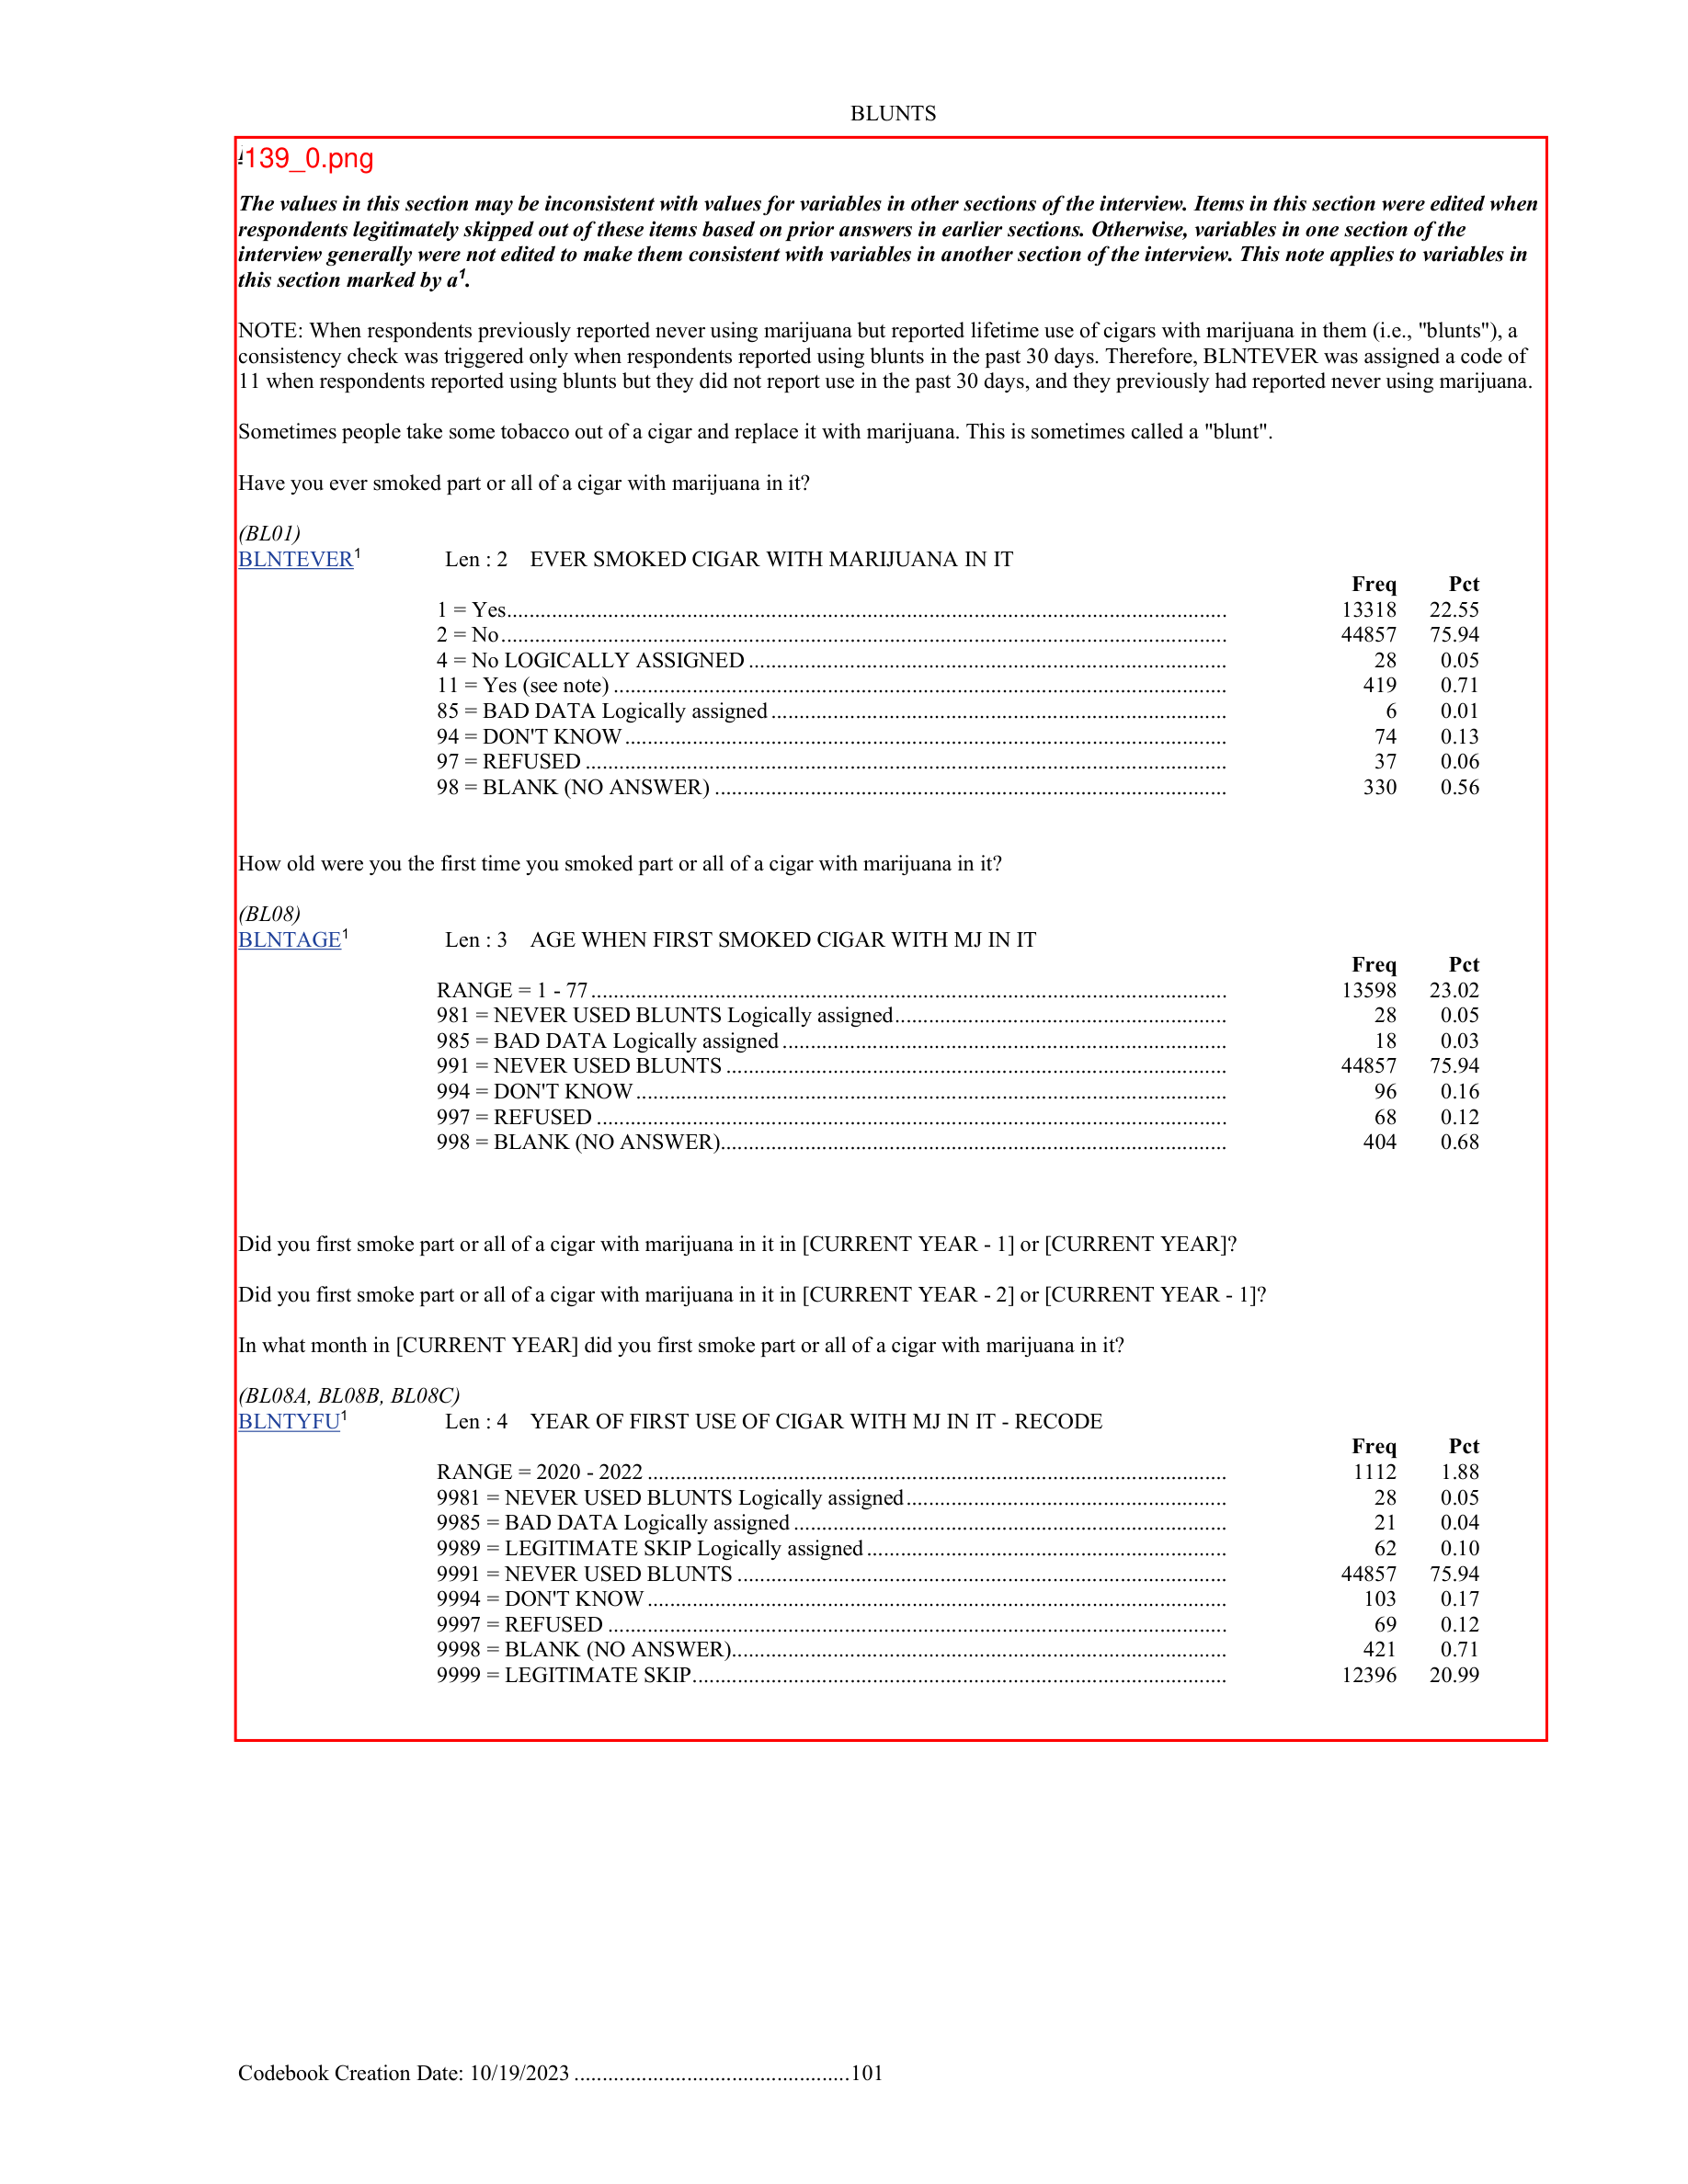 BLUNTS
139_0.png
The values in this section may be inconsistent with values for variables in other sections of the interview. Items in this section were edited when
respondents legitimately skipped out of these items based on prior answers in earlier sections. Otherwise, variables in one section of the
interview generally were not edited to make them consistent with variables in another section of the interview. This note applies to variables in
this section marked by a¹.
NOTE: When respondents previously reported never using marijuana but reported lifetime use of cigars with marijuana in them (i.e., "blunts"), a
consistency check was triggered only when respondents reported using blunts in the past 30 days. Therefore, BLNTEVER was assigned a code of
11 when respondents reported using blunts but they did not report use in the past 30 days, and they previously had reported never using marijuana.
Sometimes people take some tobacco out of a cigar and replace it with marijuana. This is sometimes called a "blunt".
Have you ever smoked part or all of a cigar with marijuana in it?
(BL01)
BLNTEVER¹ Len : 2 EVER SMOKED CIGAR WITH MARIJUANA IN IT
Freq Pct
1 = Yes........ 13318 22.55
2 = No........ 44857 75.94
4 = No LOGICALLY ASSIGNED ........ 28 0.05
11 = Yes (see note) ........ 419 0.71
85 = BAD DATA Logically assigned ........ 6 0.01
94 = DON'T KNOW ........ 74 0.13
97 = REFUSED ........ 37 0.06
98 = BLANK (NO ANSWER) ........ 330 0.56
How old were you the first time you smoked part or all of a cigar with marijuana in it?
(BL08)
BLNTAGE¹ Len : 3 AGE WHEN FIRST SMOKED CIGAR WITH MJ IN IT
Freq Pct
RANGE = 1 - 77 ........ 13598 23.02
981 = NEVER USED BLUNTS Logically assigned........ 28 0.05
985 = BAD DATA Logically assigned ........ 18 0.03
991 = NEVER USED BLUNTS ........ 44857 75.94
994 = DON'T KNOW ........ 96 0.16
997 = REFUSED ........ 68 0.12
998 = BLANK (NO ANSWER)........ 404 0.68
Did you first smoke part or all of a cigar with marijuana in it in [CURRENT YEAR - 1] or [CURRENT YEAR]?
Did you first smoke part or all of a cigar with marijuana in it in [CURRENT YEAR - 2] or [CURRENT YEAR - 1]?
In what month in [CURRENT YEAR] did you first smoke part or all of a cigar with marijuana in it?
(BL08A, BL08B, BL08C)
BLNTYFU¹ Len : 4 YEAR OF FIRST USE OF CIGAR WITH MJ IN IT - RECODE
Freq Pct
RANGE = 2020 - 2022 ........ 1112 1.88
9981 = NEVER USED BLUNTS Logically assigned........ 28 0.05
9985 = BAD DATA Logically assigned ........ 21 0.04
9989 = LEGITIMATE SKIP Logically assigned ........ 62 0.10
9991 = NEVER USED BLUNTS ........ 44857 75.94
9994 = DON'T KNOW ........ 103 0.17
9997 = REFUSED ........ 69 0.12
9998 = BLANK (NO ANSWER)........ 421 0.71
9999 = LEGITIMATE SKIP........ 12396 20.99
Codebook Creation Date: 10/19/2023 ........101